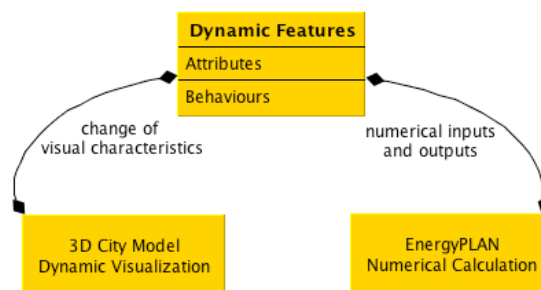 Dynamic Features
Attributes
Behaviours
change of
visual characteristics
numerical inputs
and outputs
3D City Model
Dynamic Visualization
EnergyPLAN
Numerical Calculation